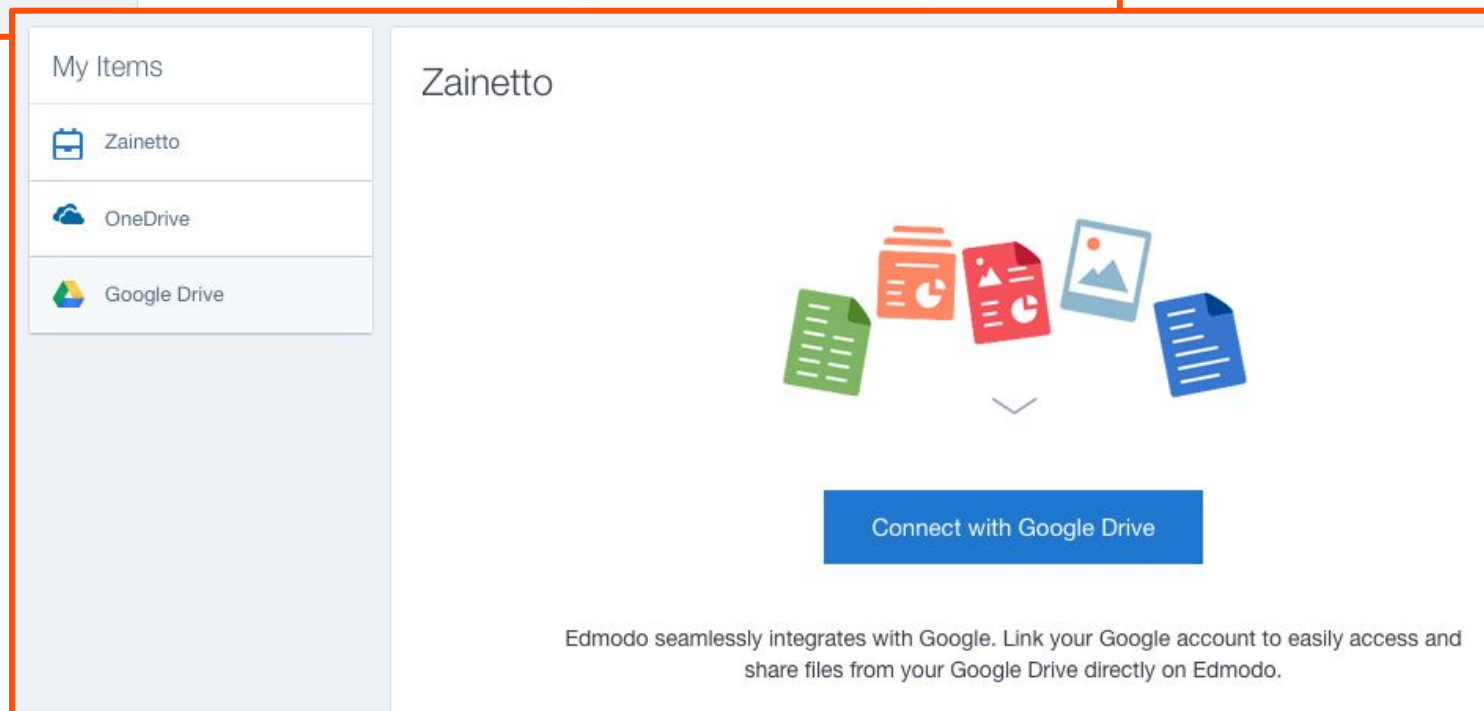 My Items
Zainetto
OneDrive
Google Drive
Zainetto
Connect with Google Drive
Edmodo seamlessly integrates with Google. Link your Google account to easily access and
share files from your Google Drive directly on Edmodo.